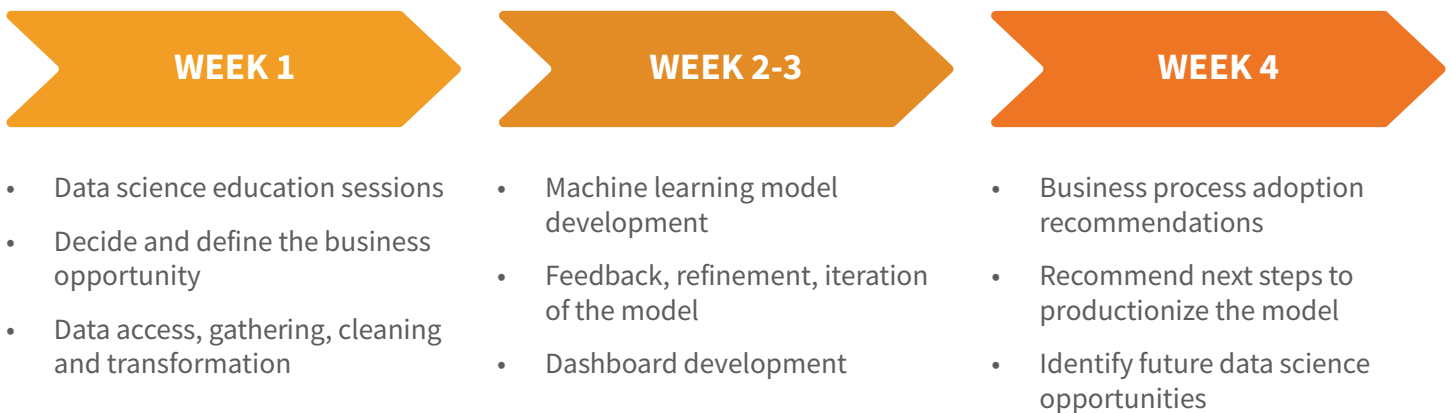 WEEK 1
• Data science education sessions
• Decide and define the business
opportunity
• Data access, gathering, cleaning
and transformation
WEEK 2-3
• Machine learning model
development
• Feedback, refinement, iteration
of the model
• Dashboard development
WEEK 4
• Business process adoption
recommendations
• Recommend next steps to
productionize the model
• Identify future data science
opportunities